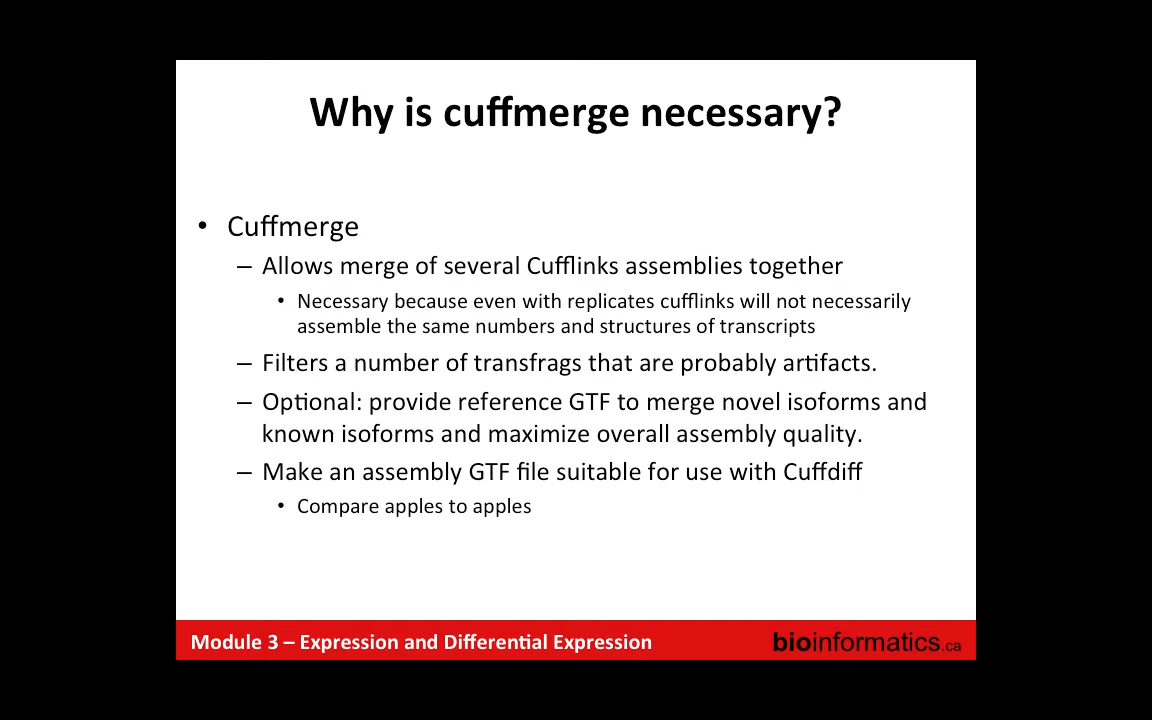 Why is cuffmerge necessary?
• Cuffmerge
– Allows merge of several Cufflinks assemblies together
• Necessary because even with replicates cufflinks will not necessarily
assemble the same numbers and structures of transcripts
– Filters a number of transfrags that are probably artifacts.
– Optional: provide reference GTF to merge novel isoforms and
known isoforms and maximize overall assembly quality.
– Make an assembly GTF file suitable for use with Cuffdiff
• Compare apples to apples
Module 3 – Expression and Differential Expression
bioinformatics.ca